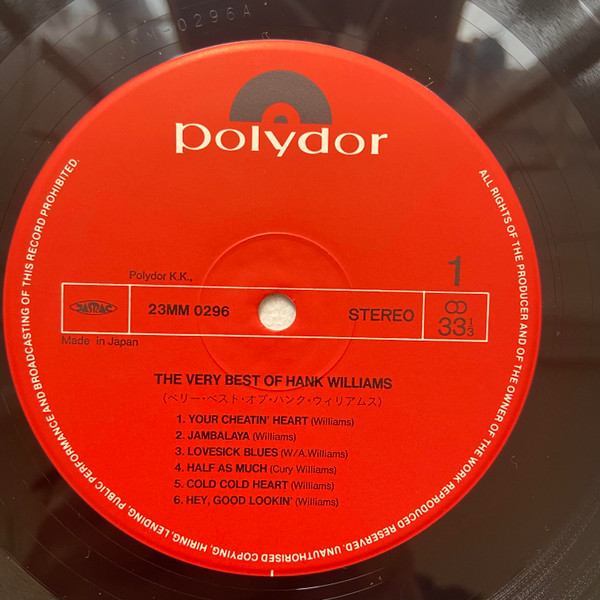 MM-0296A
polydor
1
Polydor K.K.,
JASRAC
23MM 0296
STEREO
33 1/3
Made in Japan
THE VERY BEST OF HANK WILLIAMS
(ベリー・ベスト・オブ・ハンク・ウィリアムス)
1. YOUR CHEATIN' HEART (Williams)
2. JAMBALAYA (Williams)
3. LOVESICK BLUES (W/A.Williams)
4. HALF AS MUCH (Cury Williams)
5. COLD COLD HEART (Williams)
6. HEY, GOOD LOOKIN' (Williams)
ALL RIGHTS OF THE PRODUCER AND OF THE OWNER OF THE WORK REPRODUCED RESERVED. UNAUTHORISED COPYING, HIRING, LENDING, PUBLIC PERFORMANCE AND BROADCASTING OF THIS RECORD PROHIBITED.